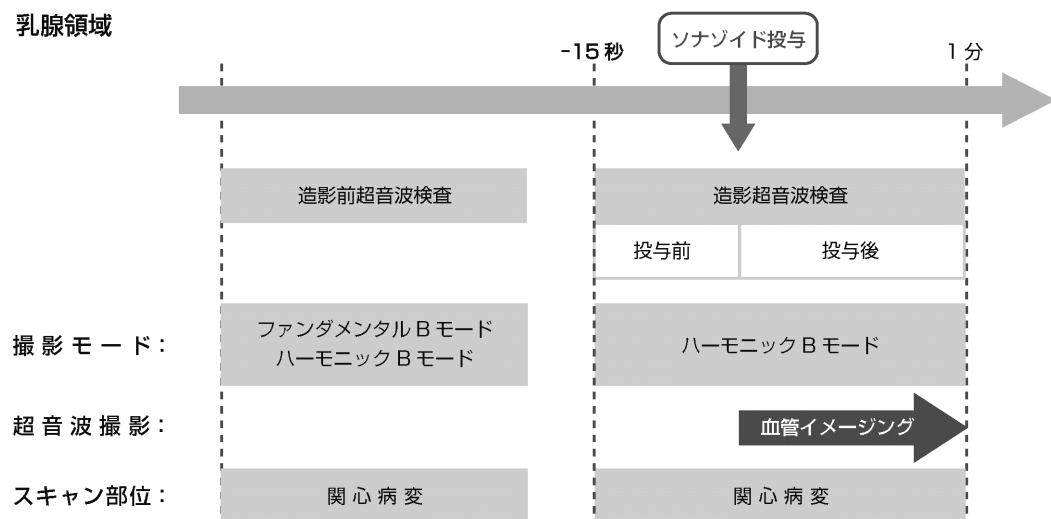 乳腺領域
-15秒
ソナゾイド投与
1分
造影前超音波検査
造影超音波検査
投与前
投与後
撮影モード：
ファンダメンタルBモード
ハーモニックBモード
ハーモニックBモード
超音波撮影：
血管イメージング
スキャン部位：
関心病変
関心病変